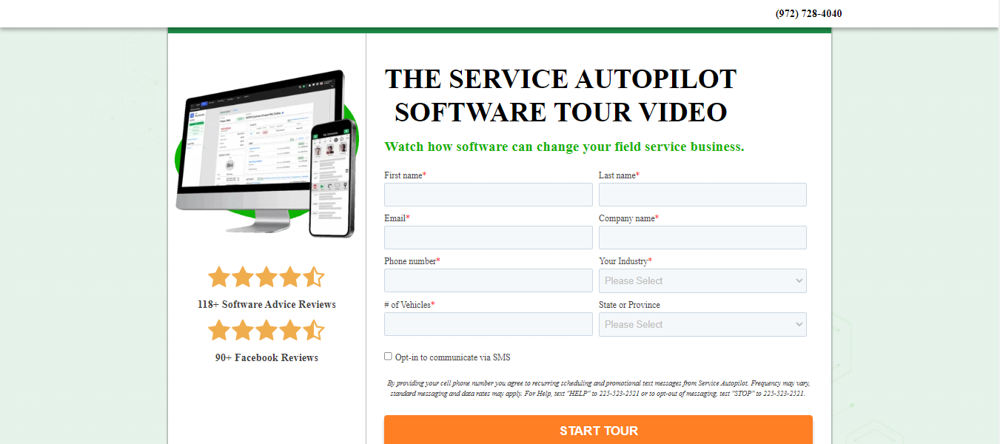 (972) 728-4040
THE SERVICE AUTOPILOT
SOFTWARE TOUR VIDEO
Watch how software can change your field service business.
First name*
Last name*
Email*
Company name*
Phone number*
Your Industry*
Please Select
# of Vehicles*
State or Province
Please Select
Opt-in to communicate via SMS
By providing your cell phone number you agree to recurring scheduling and promotional text messages from Service Autopilot. Frequency may vary,
standard messaging and data rates may apply. For Help, text "HELP" to 225-523-2521 or to opt-out of messaging, test "STOP" to 225-523-2521.
START TOUR
My Schedule
BH
118+ Software Advice Reviews
90+ Facebook Reviews